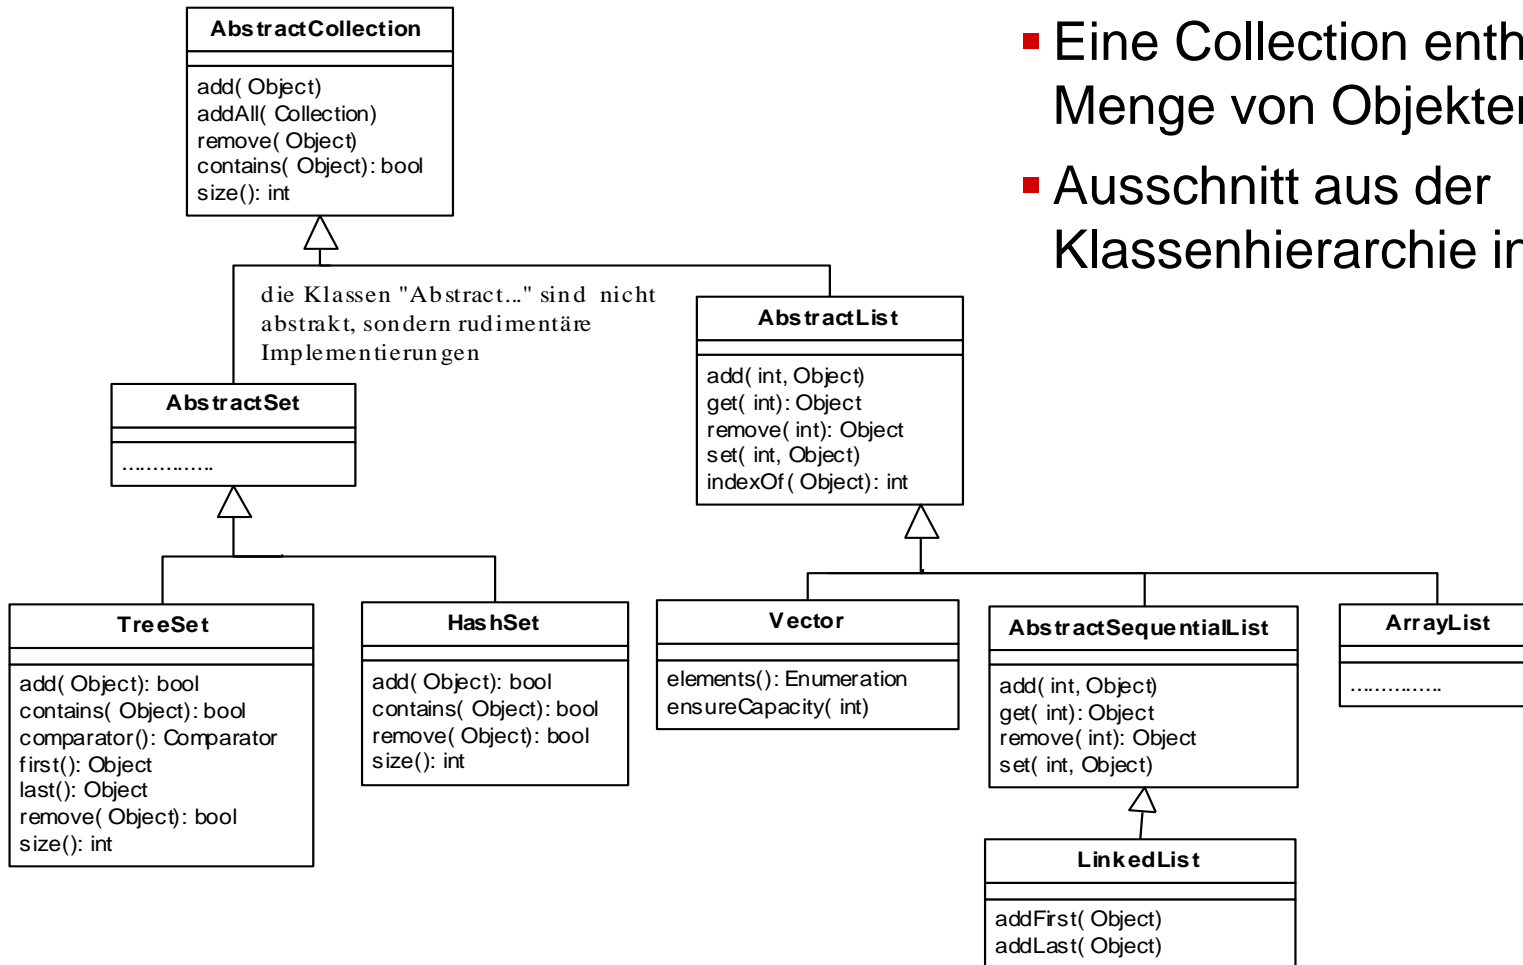 AbstractCollection
add( Object)
addAll( Collection)
remove( Object)
contains( Object): bool
size(): int
▪ Eine Collection enth
Menge von Objekte
▪ Ausschnitt aus der
Klassenhierarchie in
die Klassen "Abstract..." sind nicht
abstrakt, sondern rudimentäre
Implementierungen
AbstractSet
...............
AbstractList
add( int, Object)
get( int): Object
remove( int): Object
set( int, Object)
indexOf( Object): int
TreeSet
add( Object): bool
contains( Object): bool
comparator(): Comparator
first(): Object
last(): Object
remove( Object): bool
size(): int
HashSet
add( Object): bool
contains( Object): bool
remove( Object): bool
size(): int
Vector
elements(): Enumeration
ensureCapacity( int)
AbstractSequentialList
add( int, Object)
get( int): Object
remove( int): Object
set( int, Object)
ArrayList
...............
LinkedList
addFirst( Object)
addLast( Object)